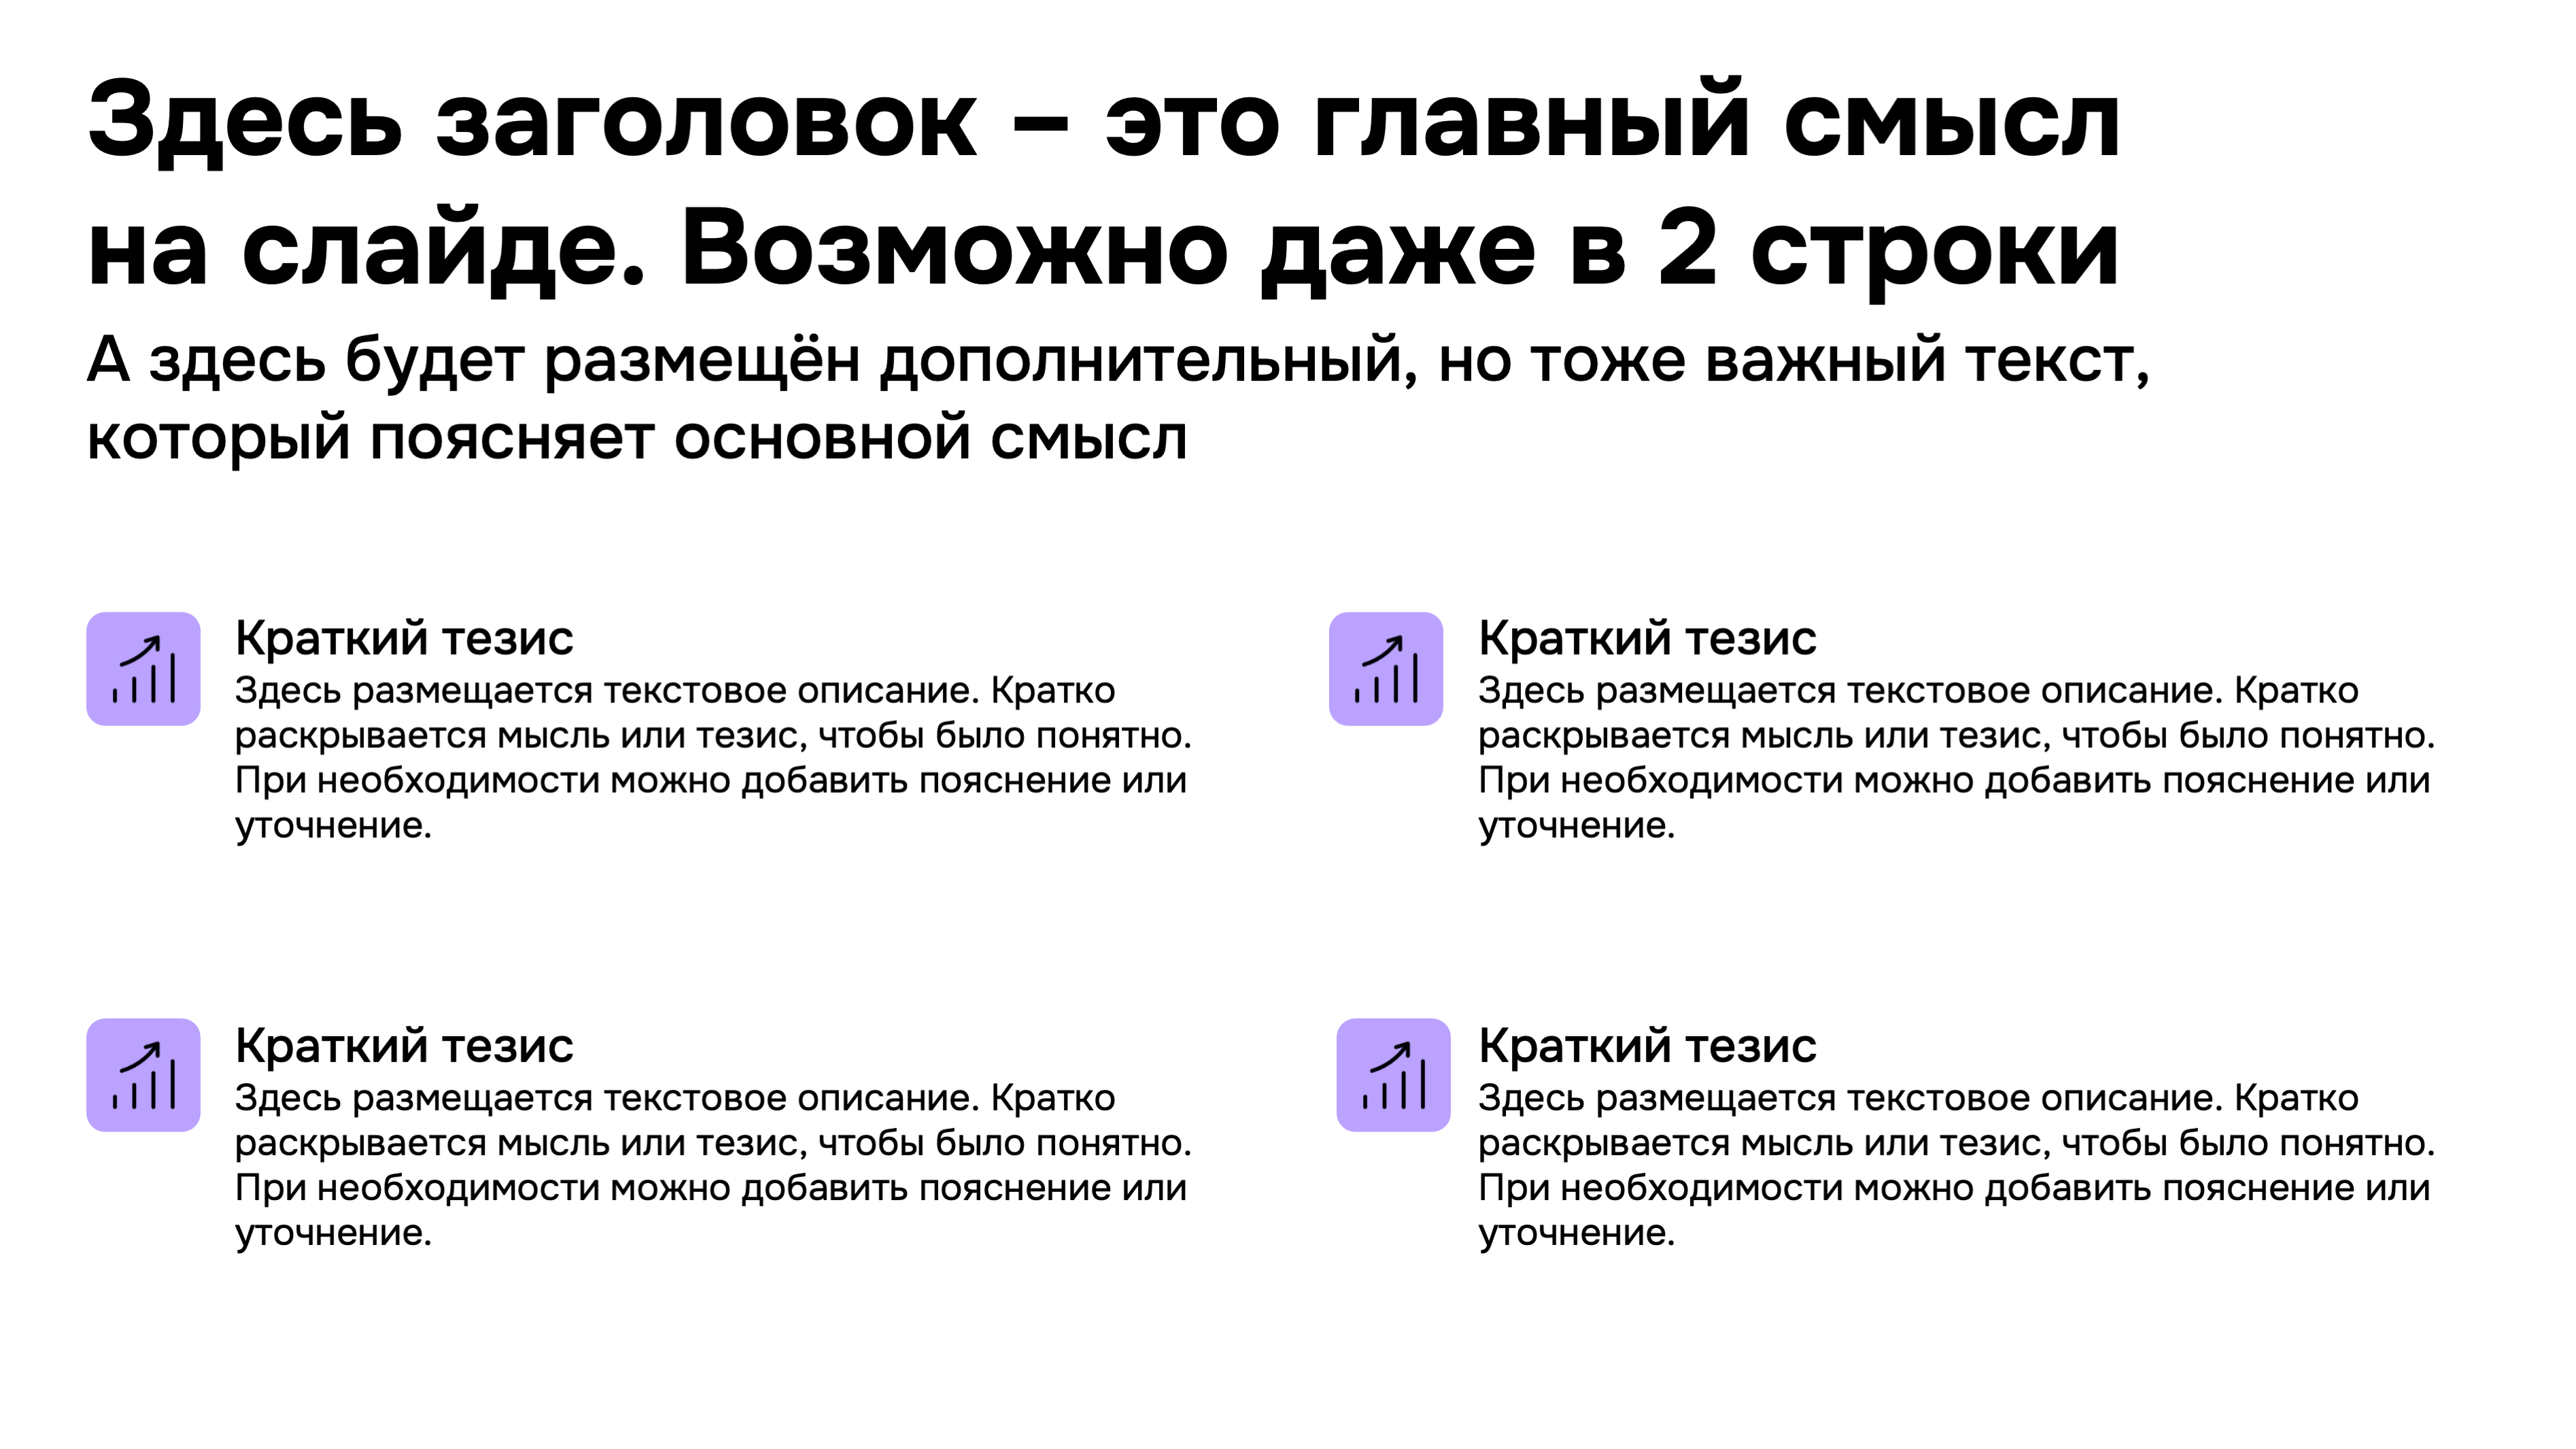 Здесь заголовок – это главный смысл
на слайде. Возможно даже в 2 строки
А здесь будет размещён дополнительный, но тоже важный текст,
который поясняет основной смысл
Краткий тезис
Здесь размещается текстовое описание. Кратко
раскрывается мысль или тезис, чтобы было понятно.
При необходимости можно добавить пояснение или
уточнение.
Краткий тезис
Здесь размещается текстовое описание. Кратко
раскрывается мысль или тезис, чтобы было понятно.
При необходимости можно добавить пояснение или
уточнение.
Краткий тезис
Здесь размещается текстовое описание. Кратко
раскрывается мысль или тезис, чтобы было понятно.
При необходимости можно добавить пояснение или
уточнение.
Краткий тезис
Здесь размещается текстовое описание. Кратко
раскрывается мысль или тезис, чтобы было понятно.
При необходимости можно добавить пояснение или
уточнение.